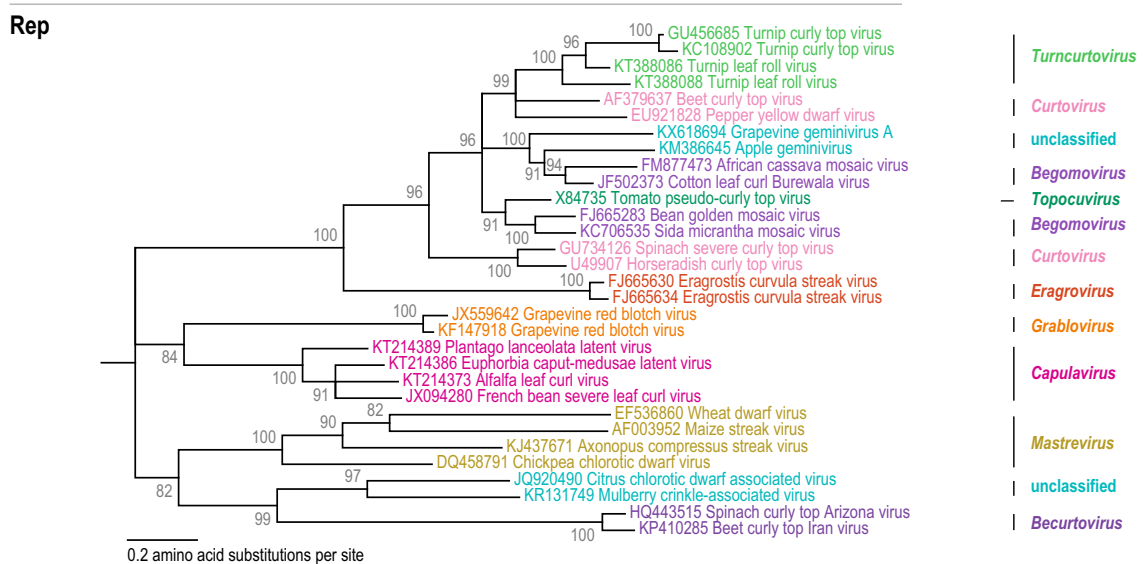 Rep
100 GU456685 Turnip curly top virus
96 KC108902 Turnip curly top virus
Turncurtovirus
100 KT388086 Turnip leaf roll virus
99 KT388088 Turnip leaf roll virus
AF379637 Beet curly top virus
Curtovirus
EU921828 Pepper yellow dwarf virus
96 100 KX618694 Grapevine geminivirus A
unclassified
KM386645 Apple geminivirus
94 FM877473 African cassava mosaic virus
Begomovirus
91 JF502373 Cotton leaf curl Burewala virus
96 X84735 Tomato pseudo-curly top virus
Topocuvirus
FJ665283 Bean golden mosaic virus
Begomovirus
91 KC706535 Sida micrantha mosaic virus
100 100 GU734126 Spinach severe curly top virus
Curtovirus
100 U49907 Horseradish curly top virus
100 FJ665630 Eragrostis curvula streak virus
Eragrovirus
FJ665634 Eragrostis curvula streak virus
100 JX559642 Grapevine red blotch virus
Grablovirus
KF147918 Grapevine red blotch virus
84 KT214389 Plantago lanceolata latent virus
KT214386 Euphorbia caput-medusae latent virus
Capulavirus
100 KT214373 Alfalfa leaf curl virus
91 JX094280 French bean severe leaf curl virus
82 EF536860 Wheat dwarf virus
90 AF003952 Maize streak virus
Mastrevirus
100 KJ437671 Axonopus compressus streak virus
DQ458791 Chickpea chlorotic dwarf virus
97 JQ920490 Citrus chlorotic dwarf associated virus
unclassified
82 KR131749 Mulberry crinkle-associated virus
99 HQ443515 Spinach curly top Arizona virus
Becurtovirus
100 KP410285 Beet curly top Iran virus
0.2 amino acid substitutions per site